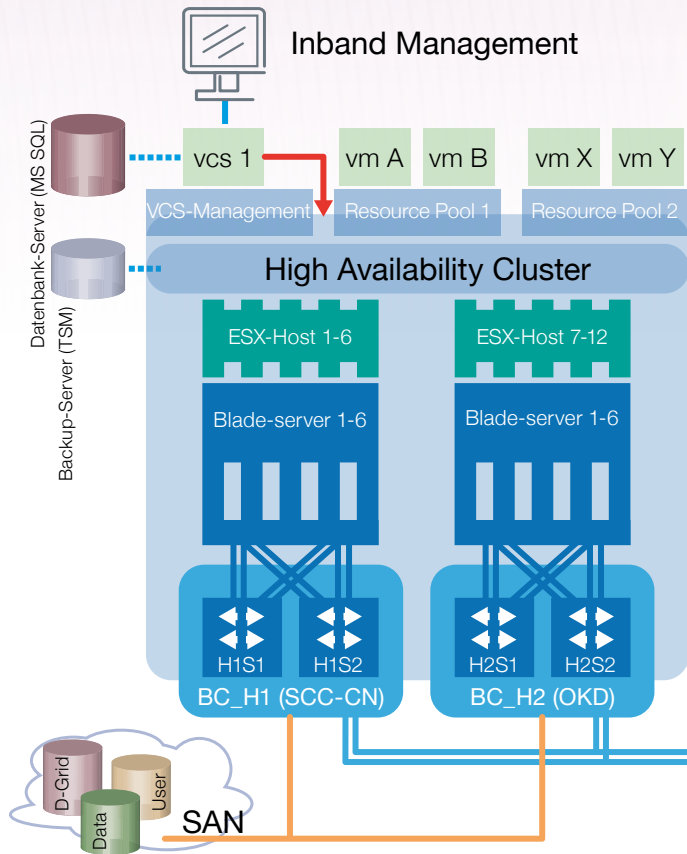 Inband Management
Datenbank-Server (MS SQL)
Backup-Server (TSM)
vcs 1
vm A
vm B
vm X
vm Y
VCS-Management
Resource Pool 1
Resource Pool 2
High Availability Cluster
ESX-Host 1-6
ESX-Host 7-12
Blade-server 1-6
Blade-server 1-6
H1S1
H1S2
H2S1
H2S2
BC_H1 (SCC-CN)
BC_H2 (OKD)
D-Grid
User
Data
SAN